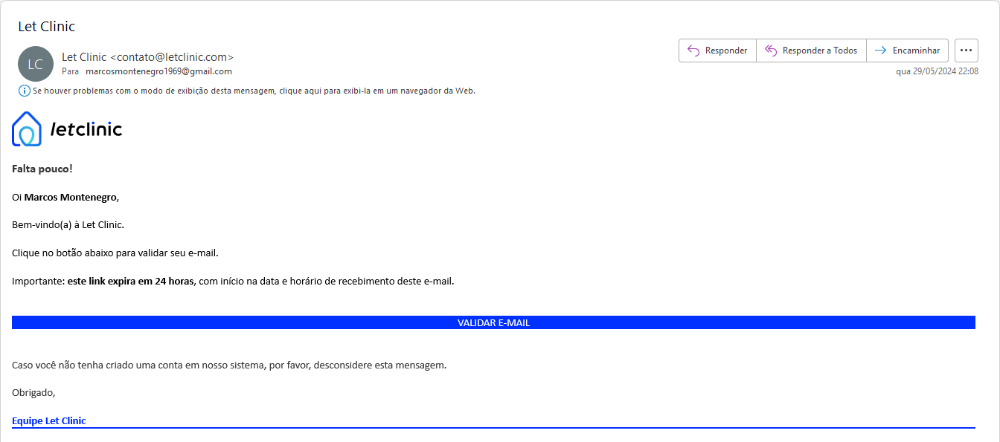 Let Clinic
LC
Let Clinic <contato@letclinic.com>
Para marcosmontenegro1969@gmail.com
Responder
Responder a Todos
Encaminhar
qua 29/05/2024 22:08
Se houver problemas com o modo de exibição desta mensagem, clique aqui para exibi-la em um navegador da Web.
letclinic
Falta pouco!
Oi Marcos Montenegro,
Bem-vindo(a) à Let Clinic.
Clique no botão abaixo para validar seu e-mail.
Importante: este link expira em 24 horas, com início na data e horário de recebimento deste e-mail.
VALIDAR E-MAIL
Caso você não tenha criado uma conta em nosso sistema, por favor, desconsidere esta mensagem.
Obrigado,
Equipe Let Clinic